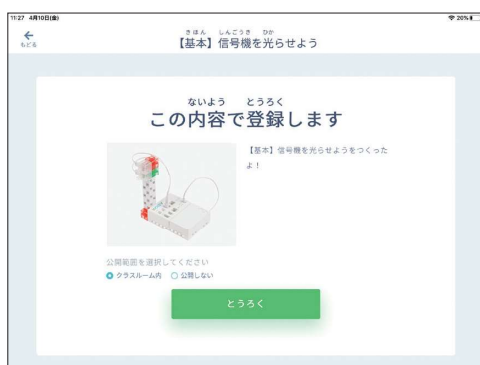 11:27 4月10日(金)
20%
もどる
きほん しんごうき ひか
【基本】信号機を光らせよう
ないよう とうろく
この内容で登録します
【基本】信号機を光らせようをつくった
よ！
公開範囲を選択してください
クラスルーム内 公開しない
とうろく